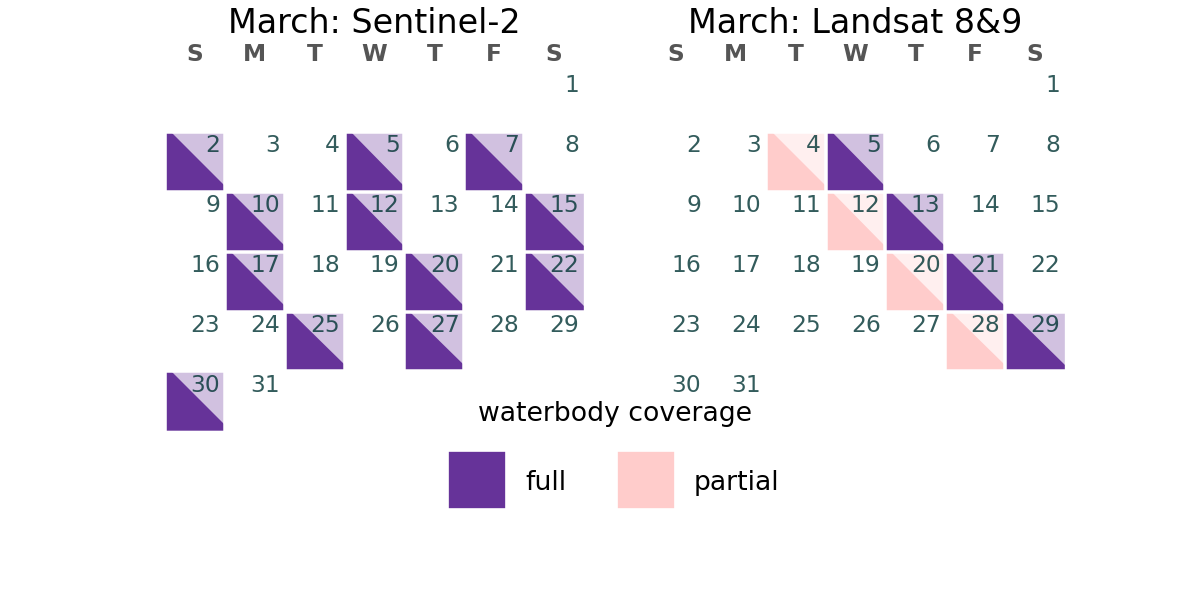 March: Sentinel-2
S M T W T F S
1
2 3 4 5 6 7 8
9 10 11 12 13 14 15
16 17 18 19 20 21 22
23 24 25 26 27 28 29
30 31
March: Landsat 8&9
S M T W T F S
1
2 3 4 5 6 7 8
9 10 11 12 13 14 15
16 17 18 19 20 21 22
23 24 25 26 27 28 29
30 31
waterbody coverage
full partial